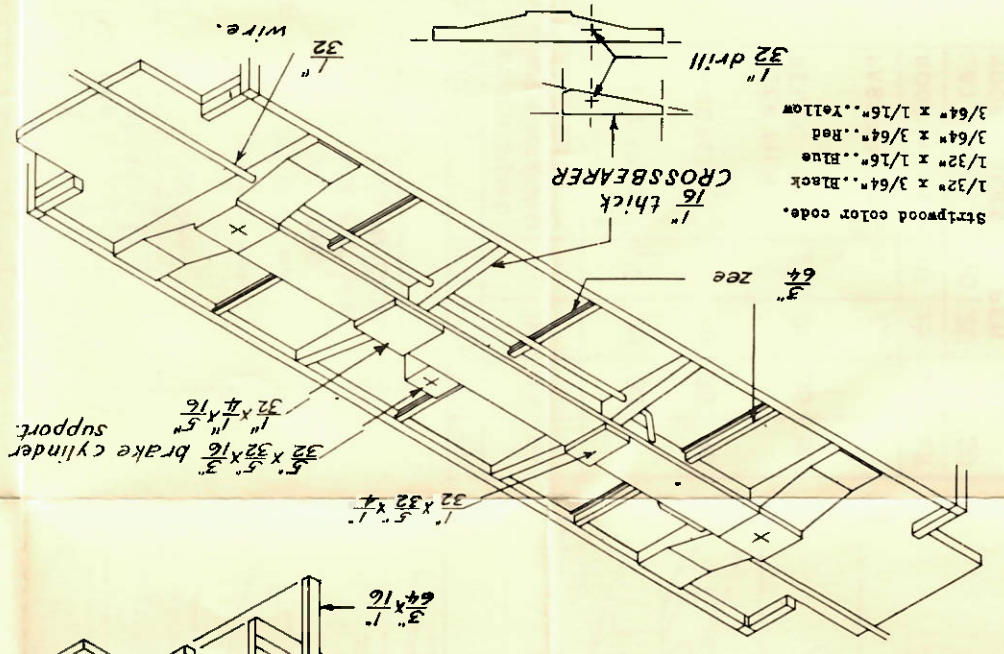 3/64" x 1/16"
1/32" x 5/32" x 1/4"
5/32" x 5/32" x 3/16" brake cylinder
support.
1/32" x 1/4" x 5/16"
3/64" zee
Stripwood color code.
1/32" x 3/64"..Black
1/32" x 1/16"..Blue
3/64" x 3/64"..Red
3/64" x 1/16"..Yellow
1/16" thick
CROSSBEARER
1/32" drill
1/32"
wire.